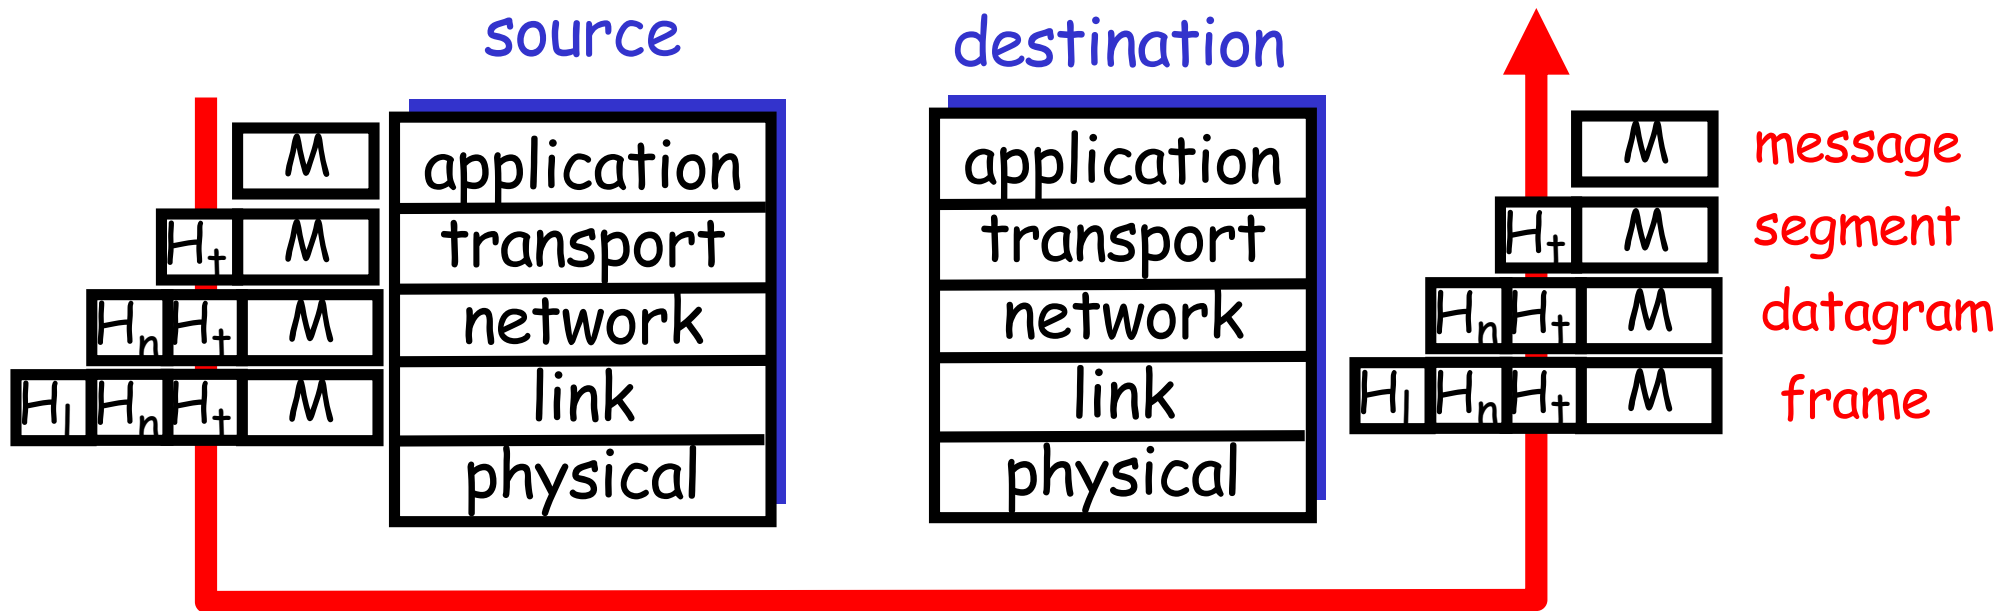 source destination
M application application M message
Ht M transport transport Ht M segment
Hn Ht M network network Hn Ht M datagram
Hl Hn Ht M link link Hl Hn Ht M frame
physical physical